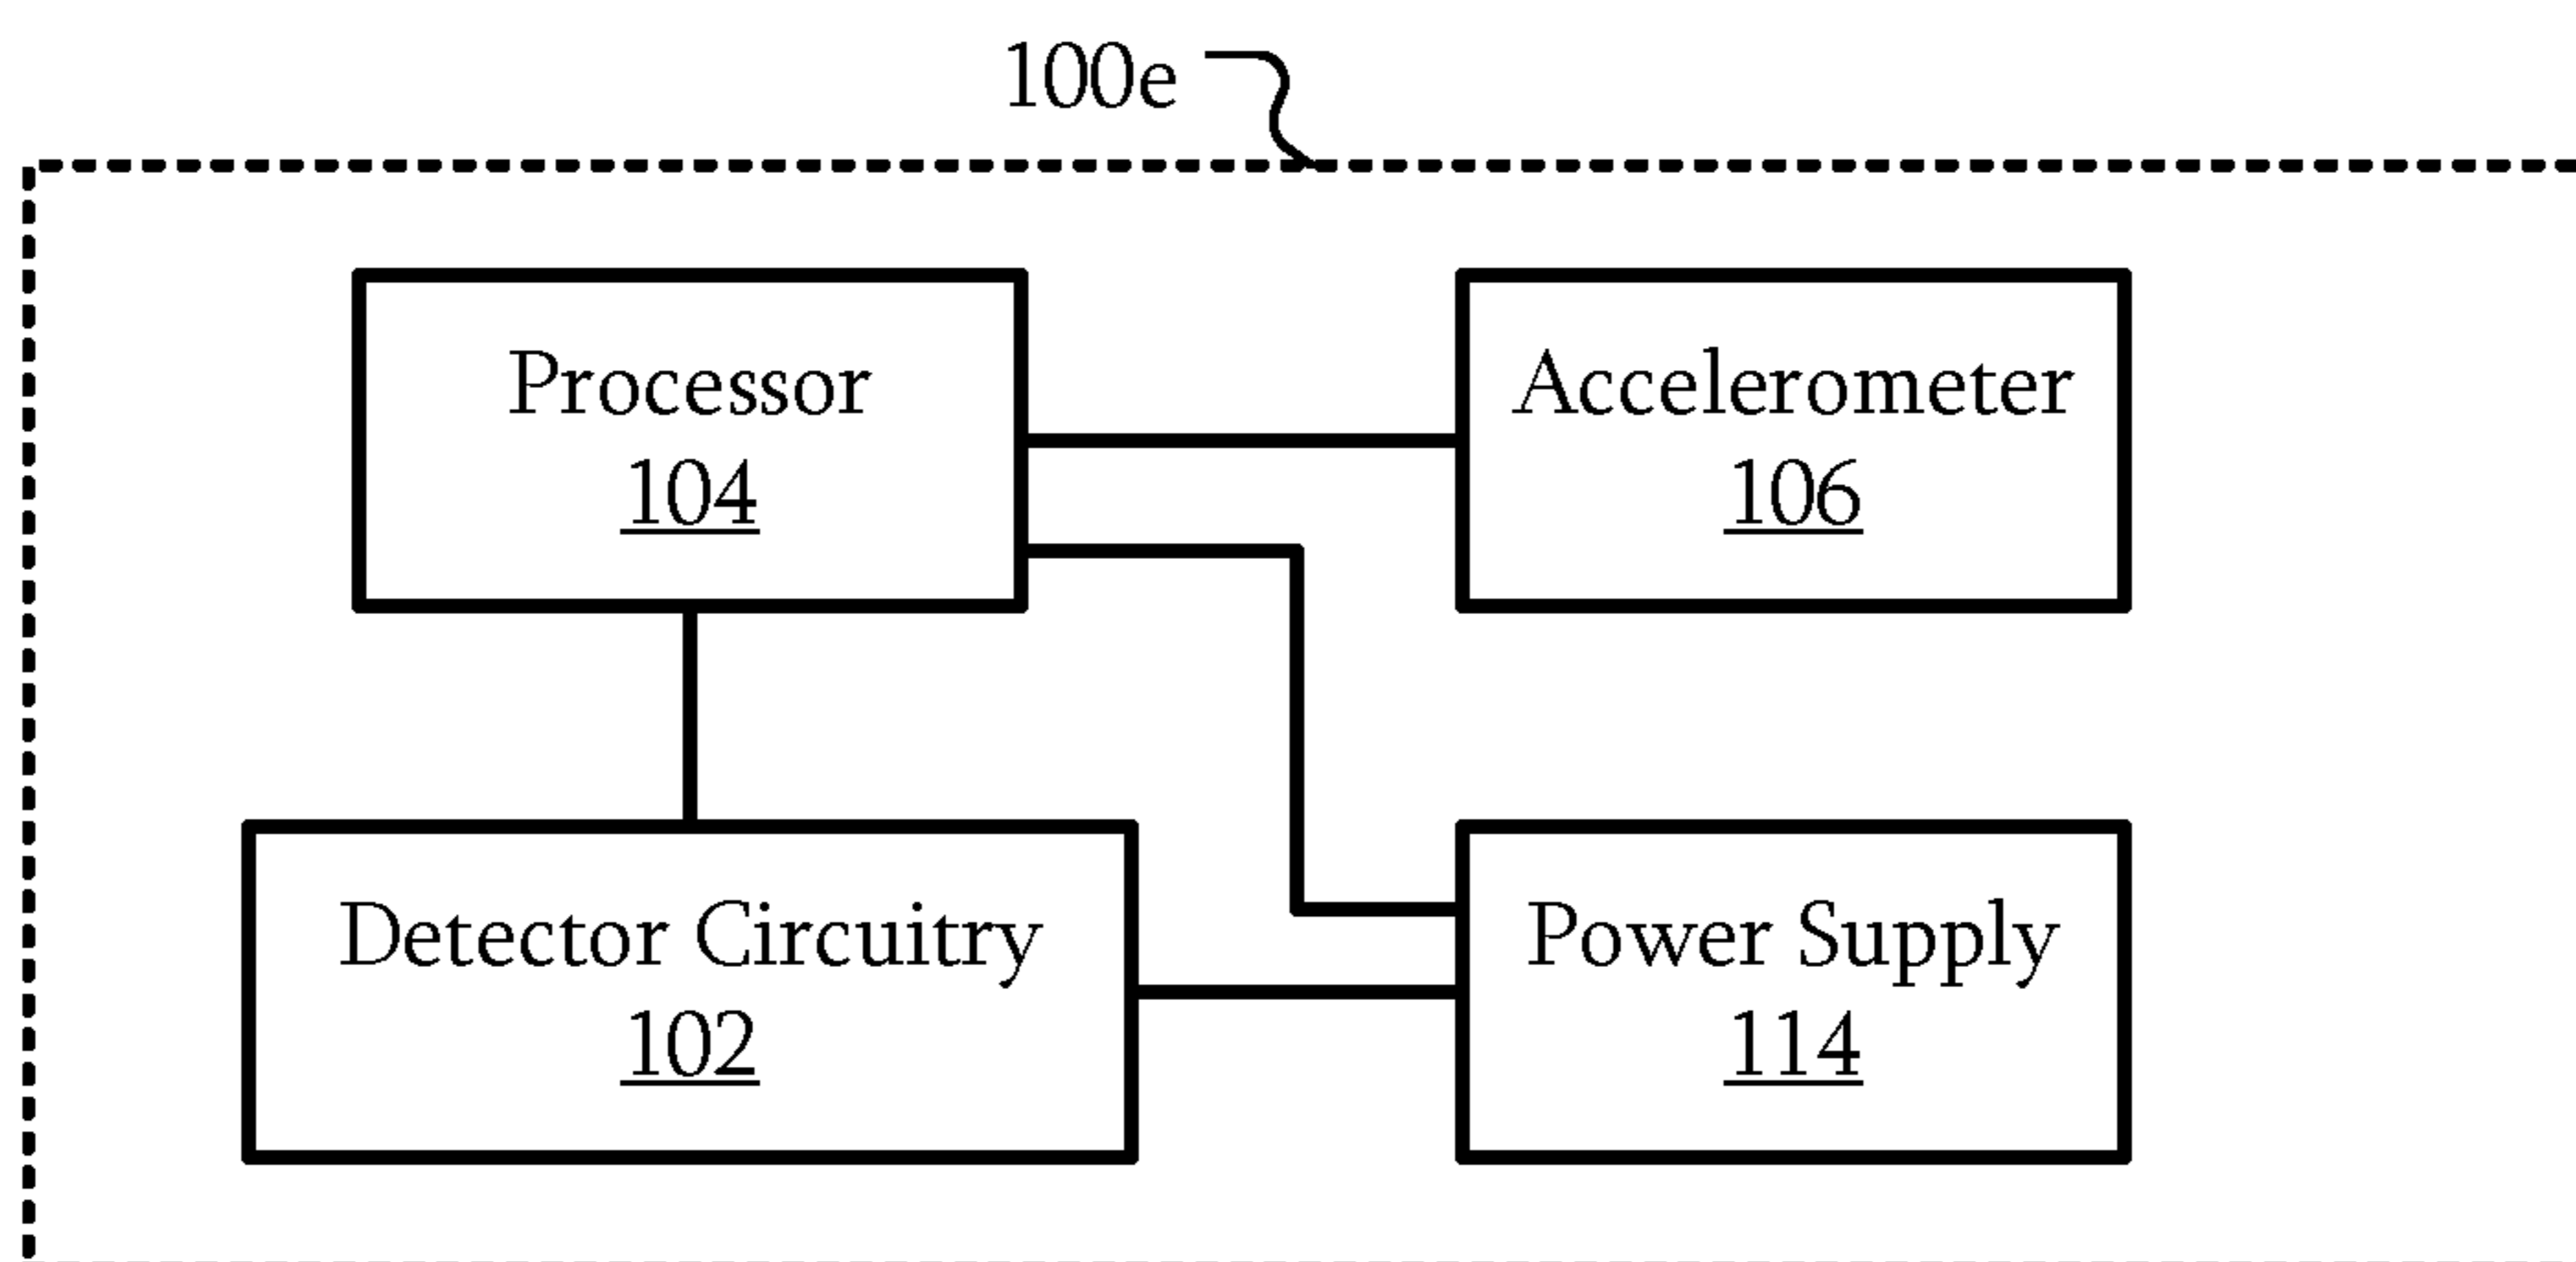 100e
Processor
104
Accelerometer
106
Detector Circuitry
102
Power Supply
114